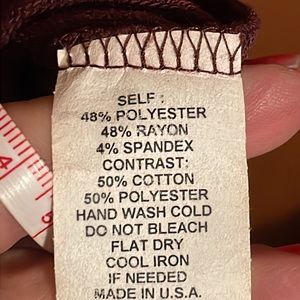 SELF:
48% POLYESTER
48% RAYON
4% SPANDEX
CONTRAST:
50% COTTON
50% POLYESTER
HAND WASH COLD
DO NOT BLEACH
FLAT DRY
COOL IRON
IF NEEDED
MADE IN U.S.A.
4